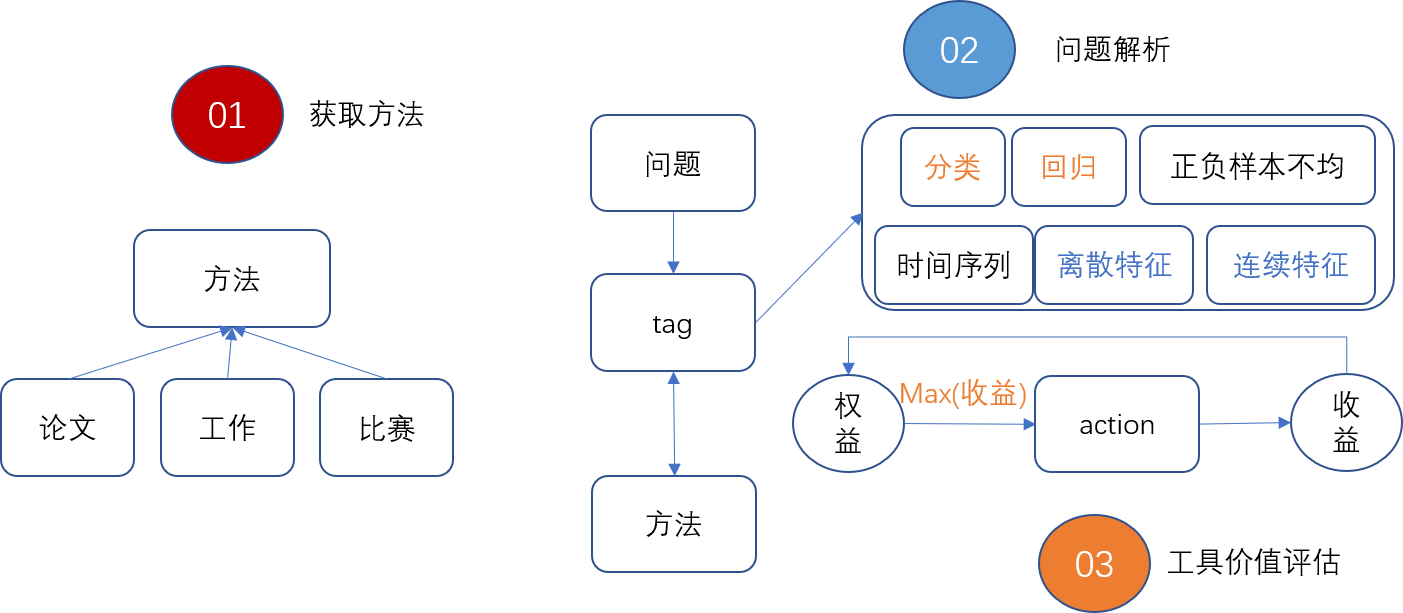 01
获取方法
方法
论文
工作
比赛
02
问题解析
问题
tag
方法
分类
回归
正负样本不均
时间序列
离散特征
连续特征
权
益
Max(收益)
action
收
益
03
工具价值评估